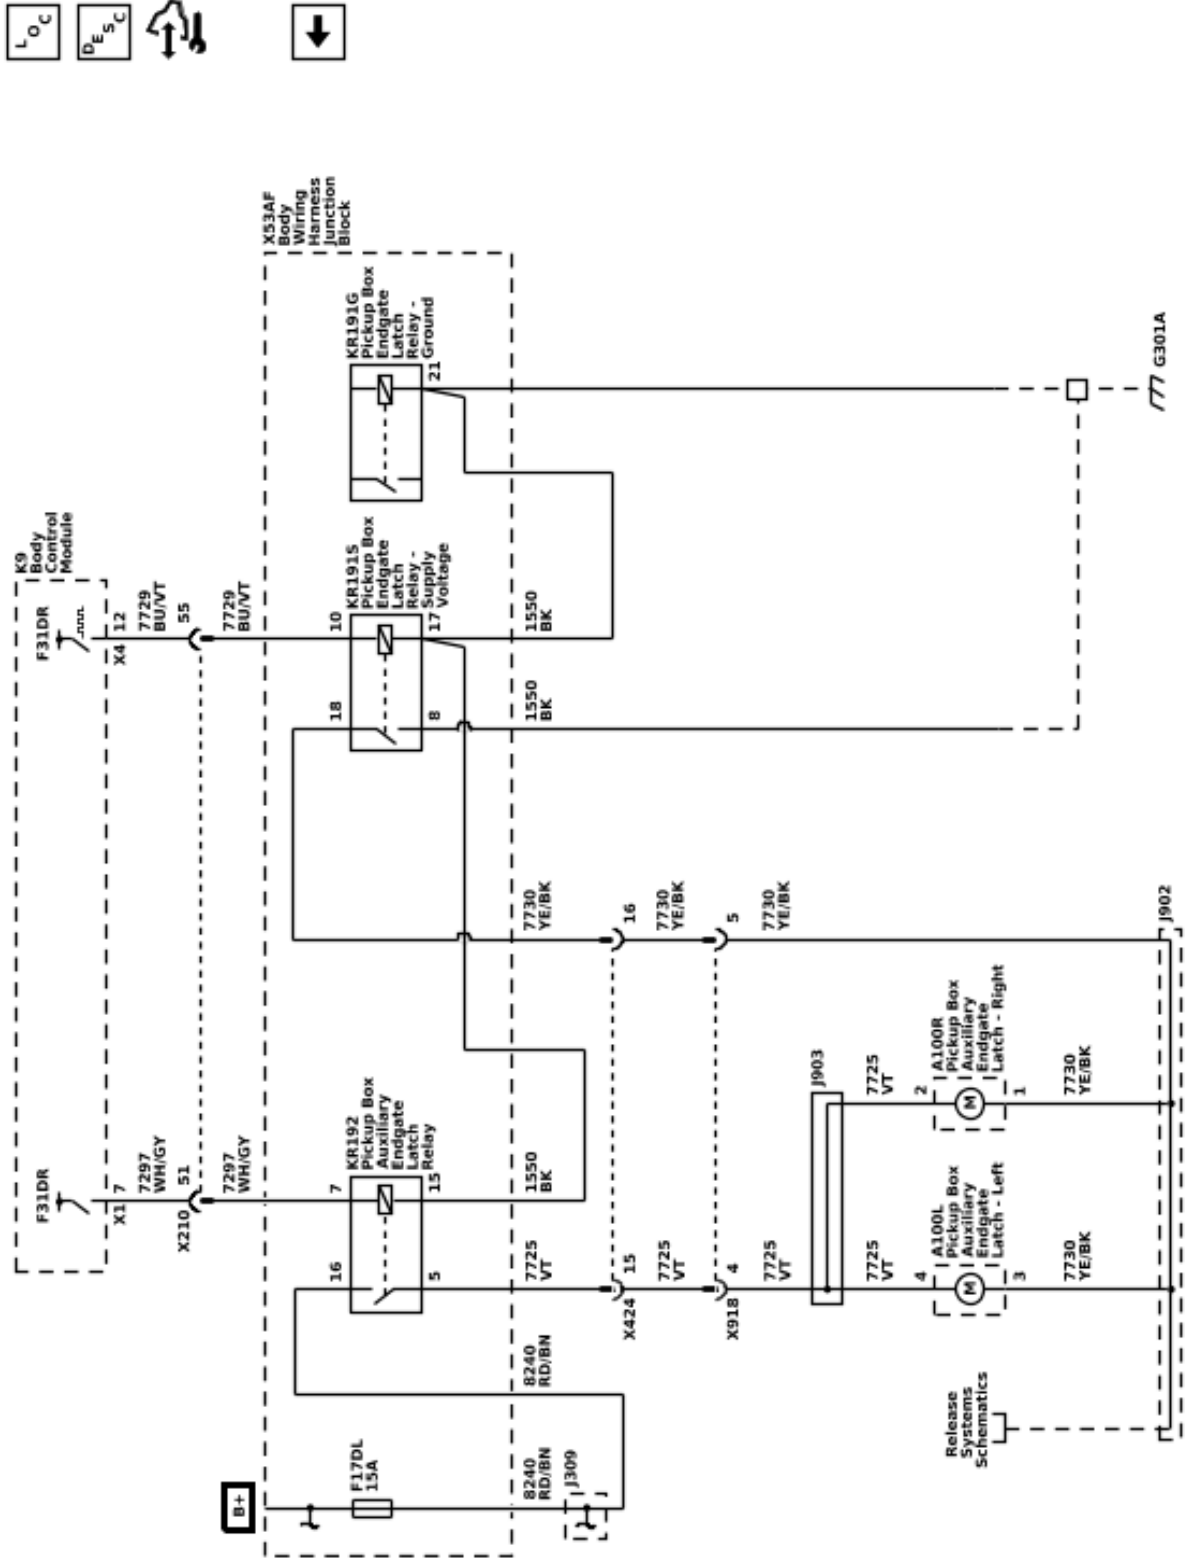 LOC
DESC
B+
F17DL
15A
8240
RD/BN
J309
8240
RD/BN
K9
Body
Control
Module
F31DR
X1
7
7297
WH/GY
X210
51
7297
WH/GY
F31DR
X4
12
7729
BU/VT
55
7729
BU/VT
X53AF
Body
Wiring
Harness
Junction
Block
KR192
Pickup Box
Auxiliary
Endgate
Latch
Relay
16
7
5
15
7725
VT
1550
BK
KR191S
Pickup Box
Endgate
Latch
Relay -
Supply
Voltage
18
10
8
17
1550
BK
1550
BK
KR191G
Pickup Box
Endgate
Latch
Relay -
Ground
21
7730
YE/BK
X424
15
16
7725
VT
7730
YE/BK
X918
4
5
7725
VT
7730
YE/BK
J903
7725
VT
7725
VT
Release
Systems
Schematics
A100L
Pickup Box
Auxiliary
Endgate
Latch - Left
4
M
3
7730
YE/BK
A100R
Pickup Box
Auxiliary
Endgate
Latch - Right
2
M
1
7730
YE/BK
J902
G301A